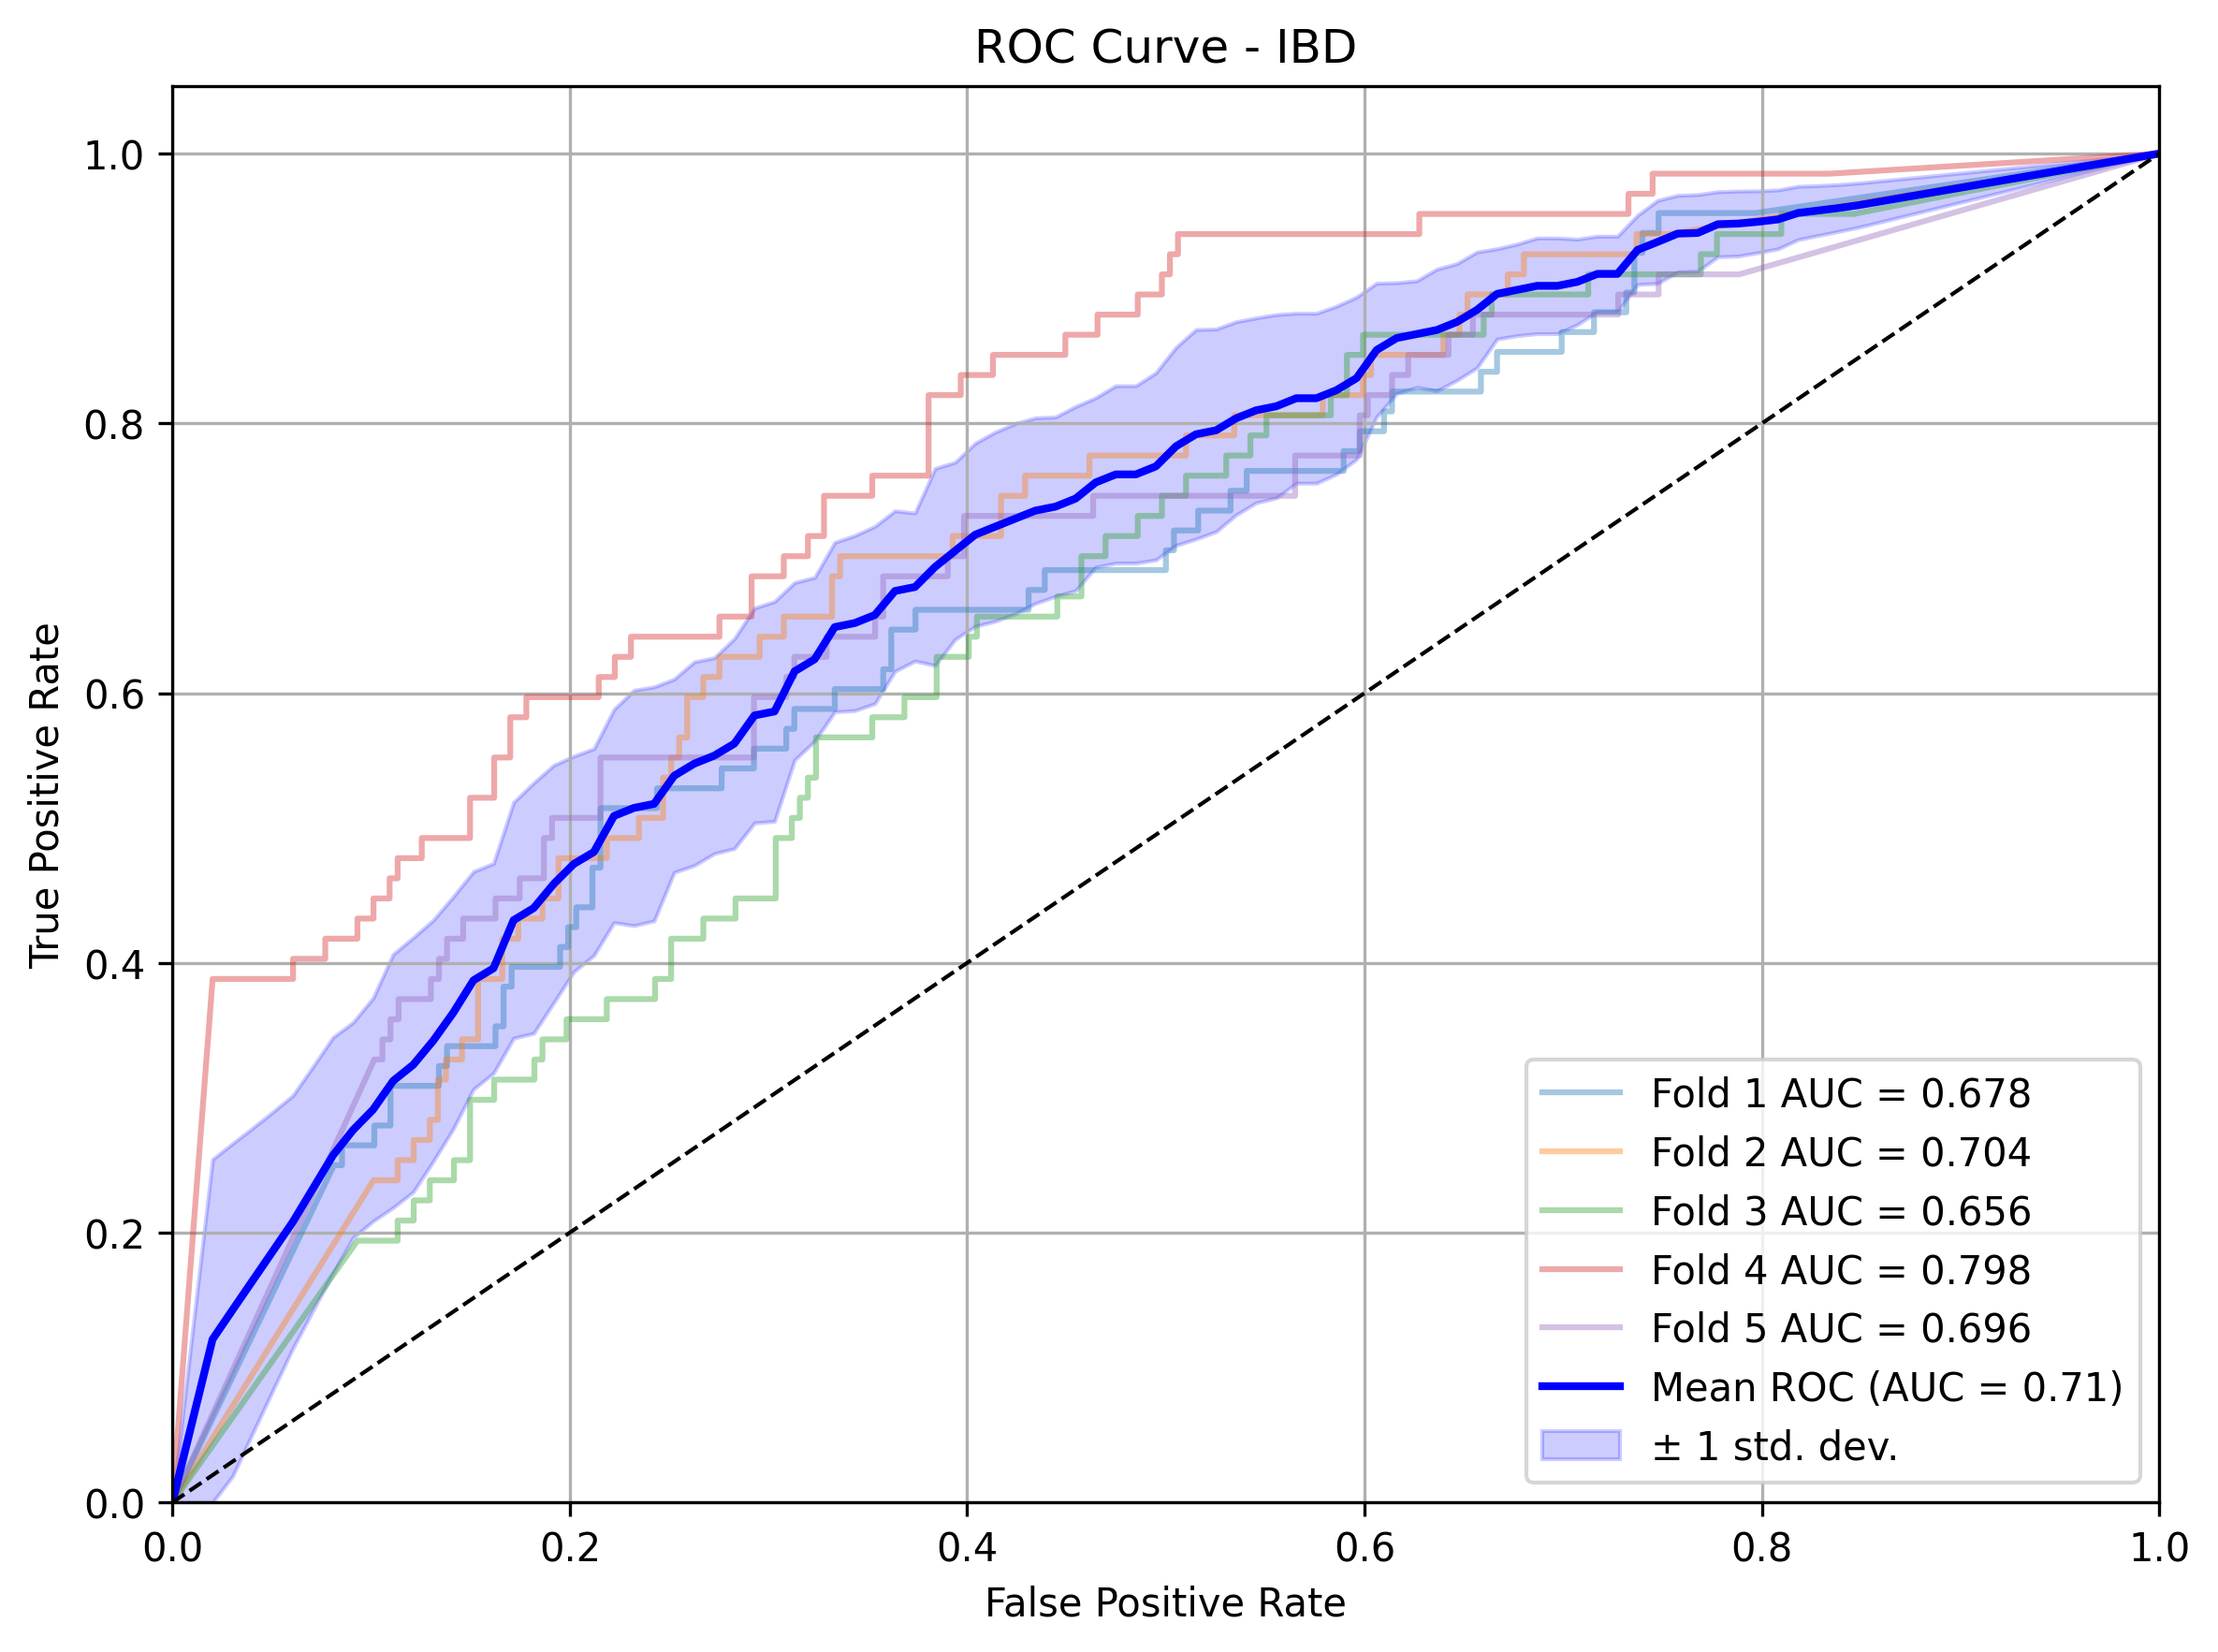 ROC Curve - IBD
True Positive Rate
1.0
0.8
0.6
0.4
0.2
0.0
0.0 0.2 0.4 0.6 0.8 1.0
False Positive Rate
Fold 1 AUC = 0.678
Fold 2 AUC = 0.704
Fold 3 AUC = 0.656
Fold 4 AUC = 0.798
Fold 5 AUC = 0.696
Mean ROC (AUC = 0.71)
± 1 std. dev.